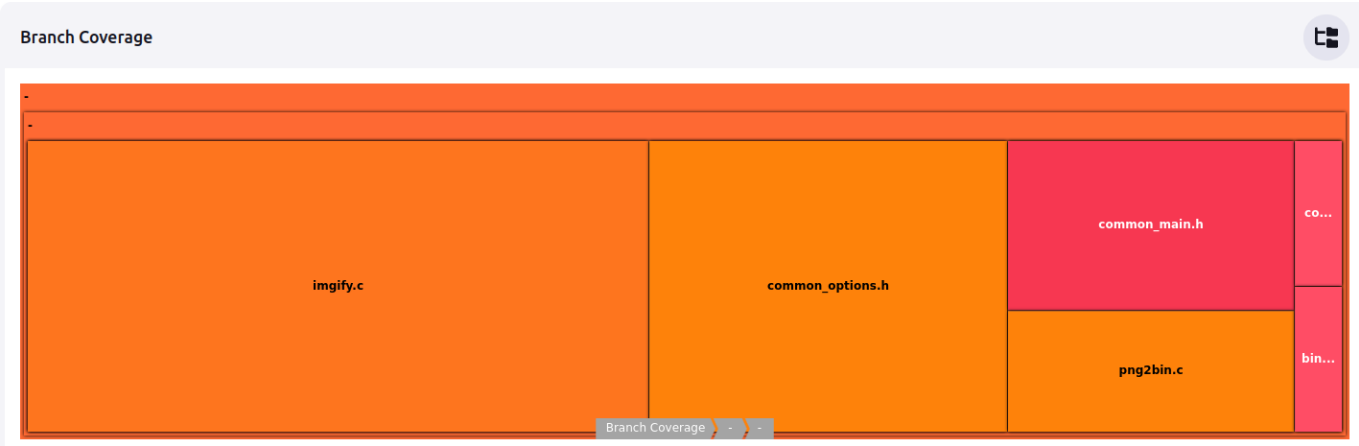 Branch Coverage
-
-
imgify.c
common_options.h
common_main.h
png2bin.c
co...
bin...
Branch Coverage - -